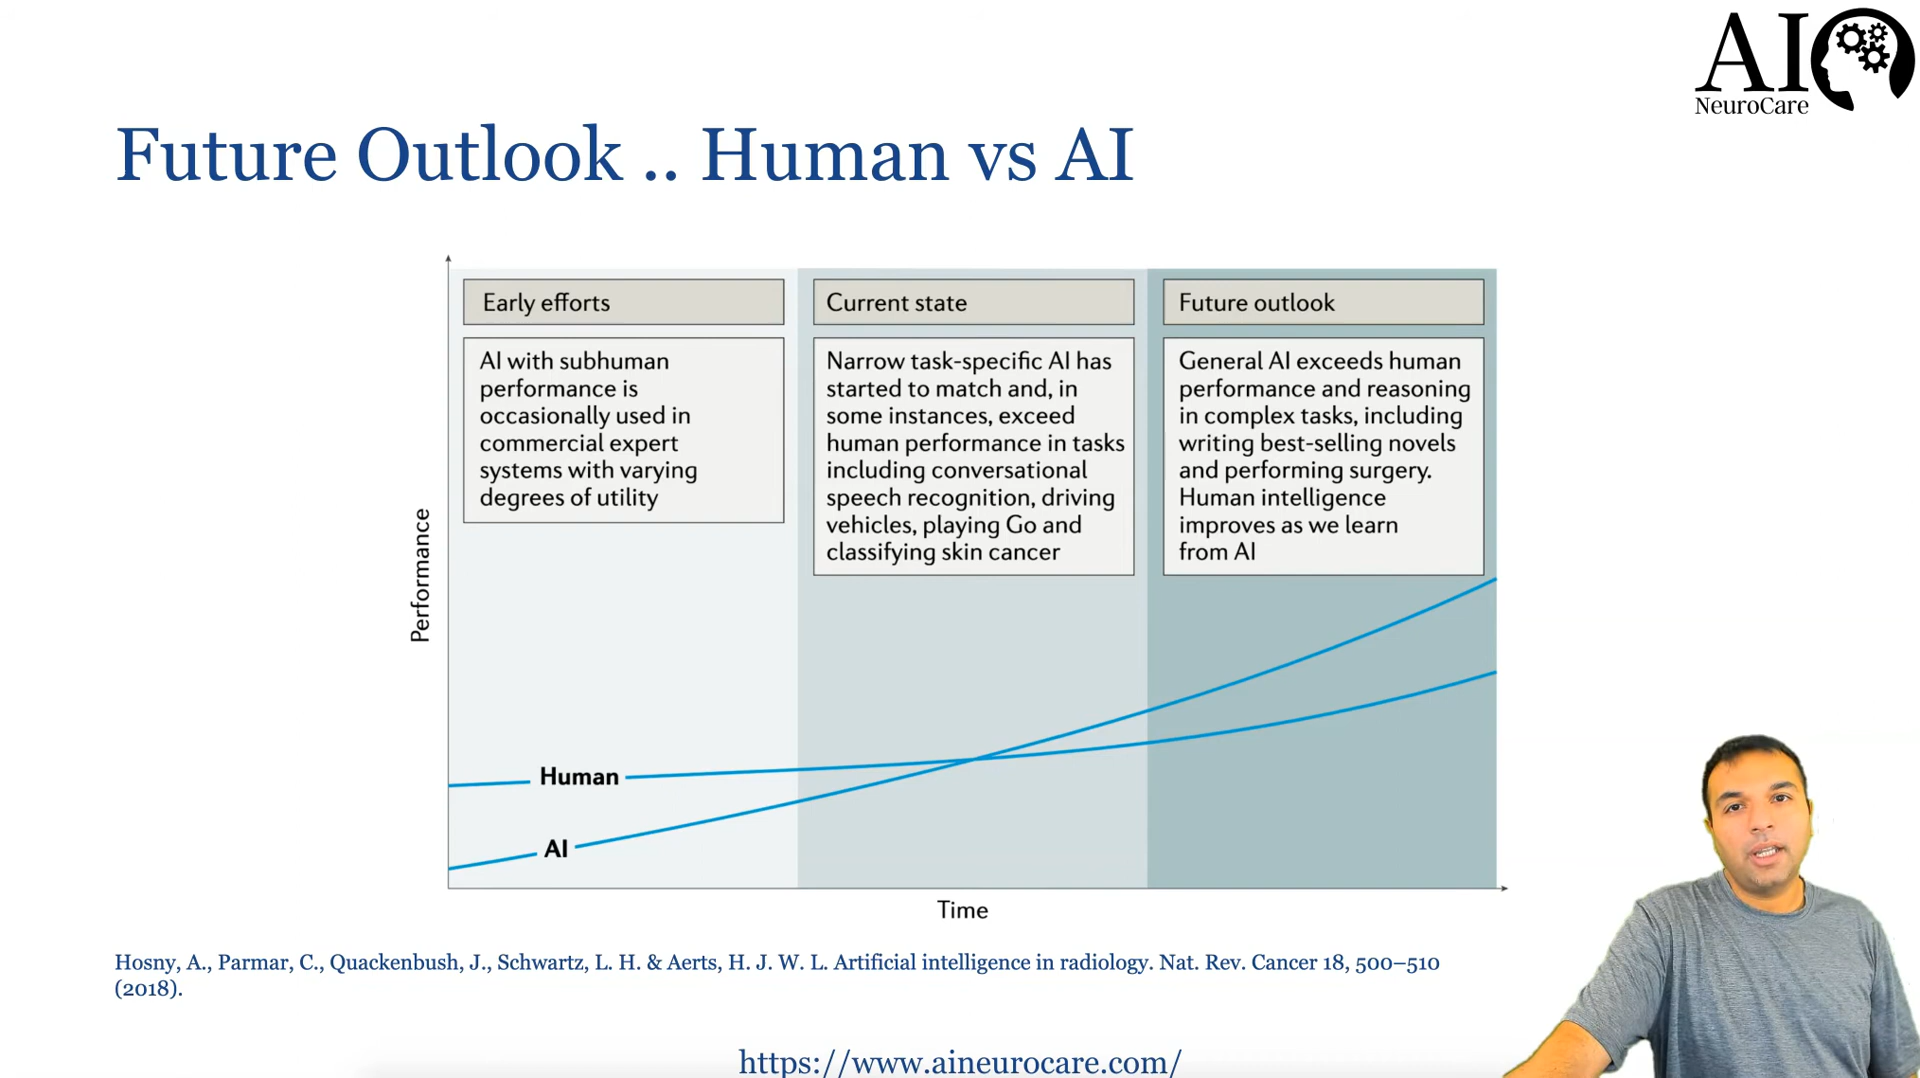 AI
NeuroCare
Future Outlook .. Human vs AI
Early efforts
AI with subhuman
performance is
occasionally used in
commercial expert
systems with varying
degrees of utility
Current state
Narrow task-specific AI has
started to match and, in
some instances, exceed
human performance in tasks
including conversational
speech recognition, driving
vehicles, playing Go and
classifying skin cancer
Future outlook
General AI exceeds human
performance and reasoning
in complex tasks, including
writing best-selling novels
and performing surgery.
Human intelligence
improves as we learn
from AI
Performance
Human
AI
Time
Hosny, A., Parmar, C., Quackenbush, J., Schwartz, L. H. & Aerts, H. J. W. L. Artificial intelligence in radiology. Nat. Rev. Cancer 18, 500–510
(2018).
https://www.aineurocare.com/